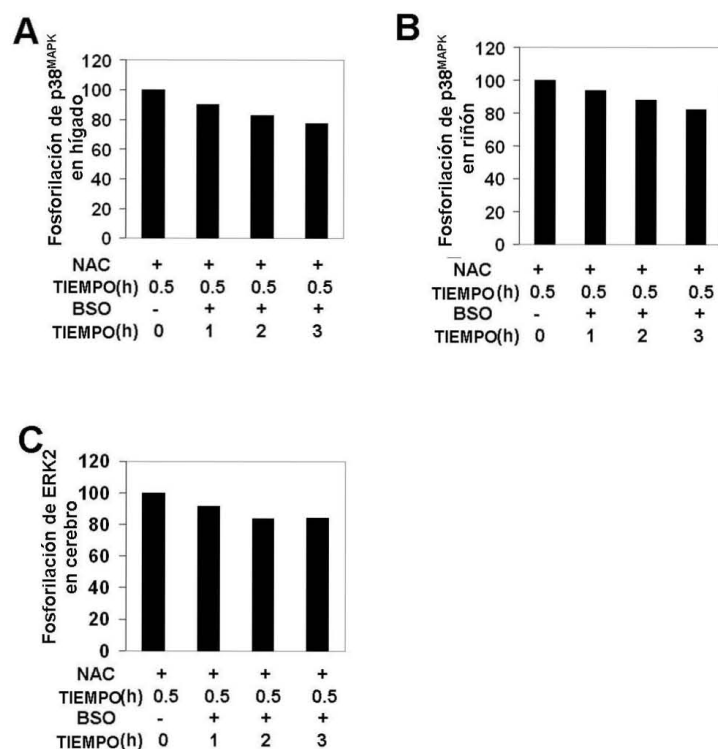 A
Fosforilación de p38MAPK
en hígado
120
100
80
60
40
20
0
NAC + + + +
TIEMPO(h) 0.5 0.5 0.5 0.5
BSO - + + +
TIEMPO(h) 0 1 2 3
B
Fosforilación de p38MAPK
en riñón
120
100
80
60
40
20
0
NAC + + + +
TIEMPO(h) 0.5 0.5 0.5 0.5
BSO - + + +
TIEMPO(h) 0 1 2 3
C
Fosforilación de ERK2
en cerebro
120
100
80
60
40
20
0
NAC + + + +
TIEMPO(h) 0.5 0.5 0.5 0.5
BSO - + + +
TIEMPO(h) 0 1 2 3